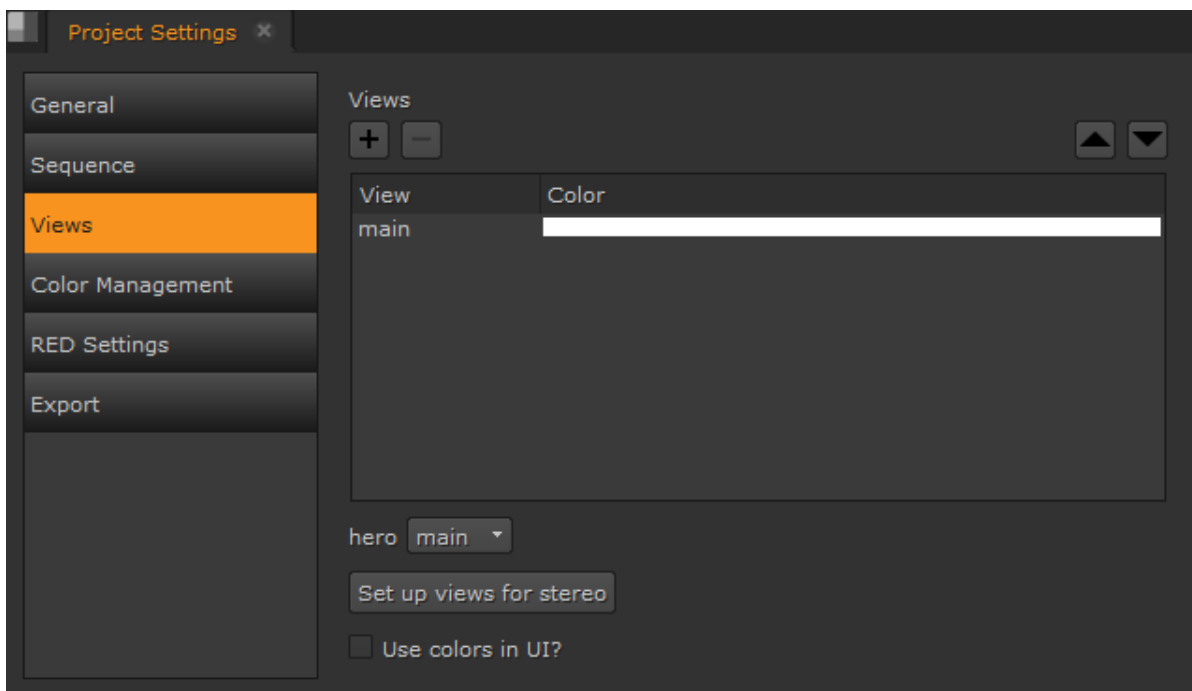 Project Settings
General
Sequence
Views
Color Management
RED Settings
Export
Views
View Color
main
hero main
Set up views for stereo
Use colors in UI?